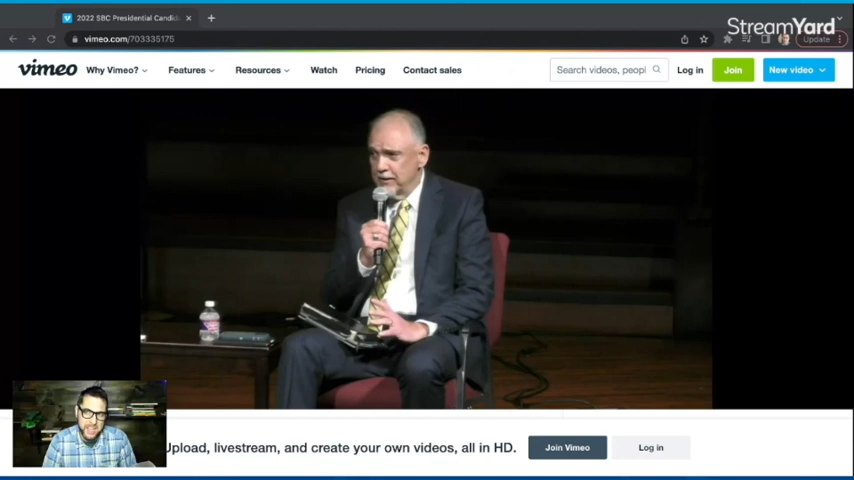 2022 SBC Presidential Candid
StreamYard
vimeo.com/703335175
Update
vimeo
Why Vimeo?
Features
Resources
Watch
Pricing
Contact sales
Search videos, peopl
Log in
Join
New video
Upload, livestream, and create your own videos, all in HD.
Join Vimeo
Log in